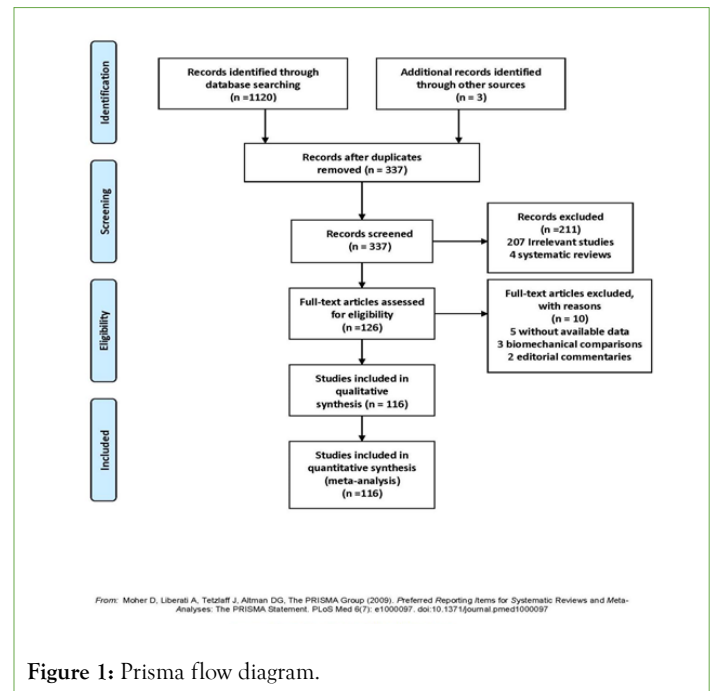 Identification
Records identified through
database searching
(n =1120)
Additional records identified
through other sources
(n = 3)
Records after duplicates
removed (n = 337)
Screening
Records screened
(n = 337)
Records excluded
(n =211)
207 Irrelevant studies
4 systematic reviews
Eligibility
Full-text articles assessed
for eligibility
(n =126)
Full-text articles excluded,
with reasons
(n = 10)
5 without available data
3 biomechanical comparisons
2 editorial commentaries
Studies included in
qualitative
synthesis (n = 116)
Included
Studies included in
quantitative synthesis
(meta-analysis)
(n =116)
From: Moher D, Liberati A, Tetzlaff J, Altman DG, The PRISMA Group (2009). Preferred Reporting Items for Systematic Reviews and Meta-
Analyses: The PRISMA Statement. PLoS Med 6(7): e1000097. doi:10.1371/journal.pmed1000097
Figure 1: Prisma flow diagram.